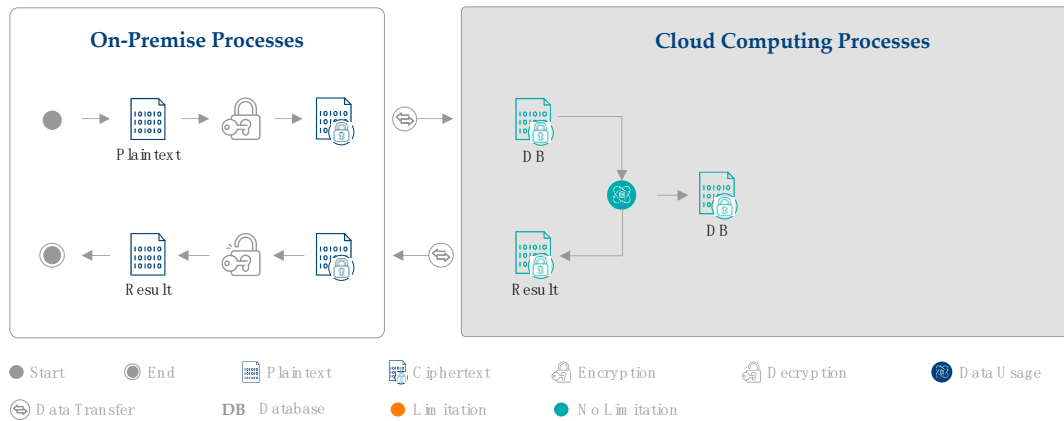 On-Premise Processes
Cloud Computing Processes
Plaintext
DB
DB
Result
Result
Start
End
Plaintext
Ciphertext
Encryption
Decryption
Data Usage
Data Transfer
DB Database
Limitation
No Limitation